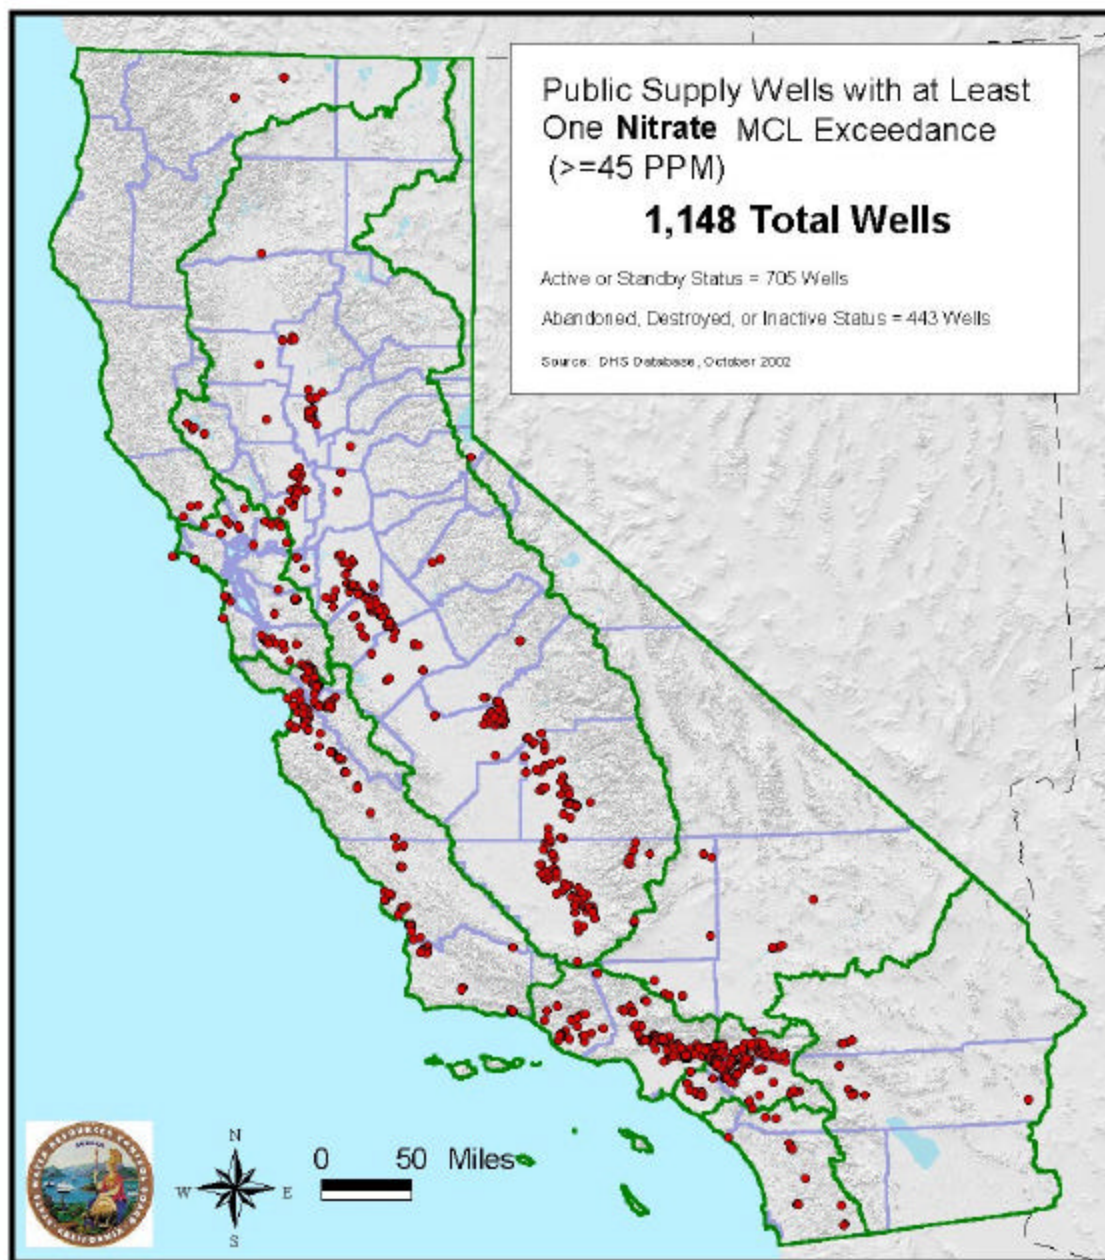 Public Supply Wells with at Least
One Nitrate MCL Exceedance
(>=45 PPM)
1,148 Total Wells
Active or Standby Status = 705 Wells
Abandoned, Destroyed, or Inactive Status = 443 Wells
Source: DHS Database, October 2002
N
W E
S
0 50 Miles